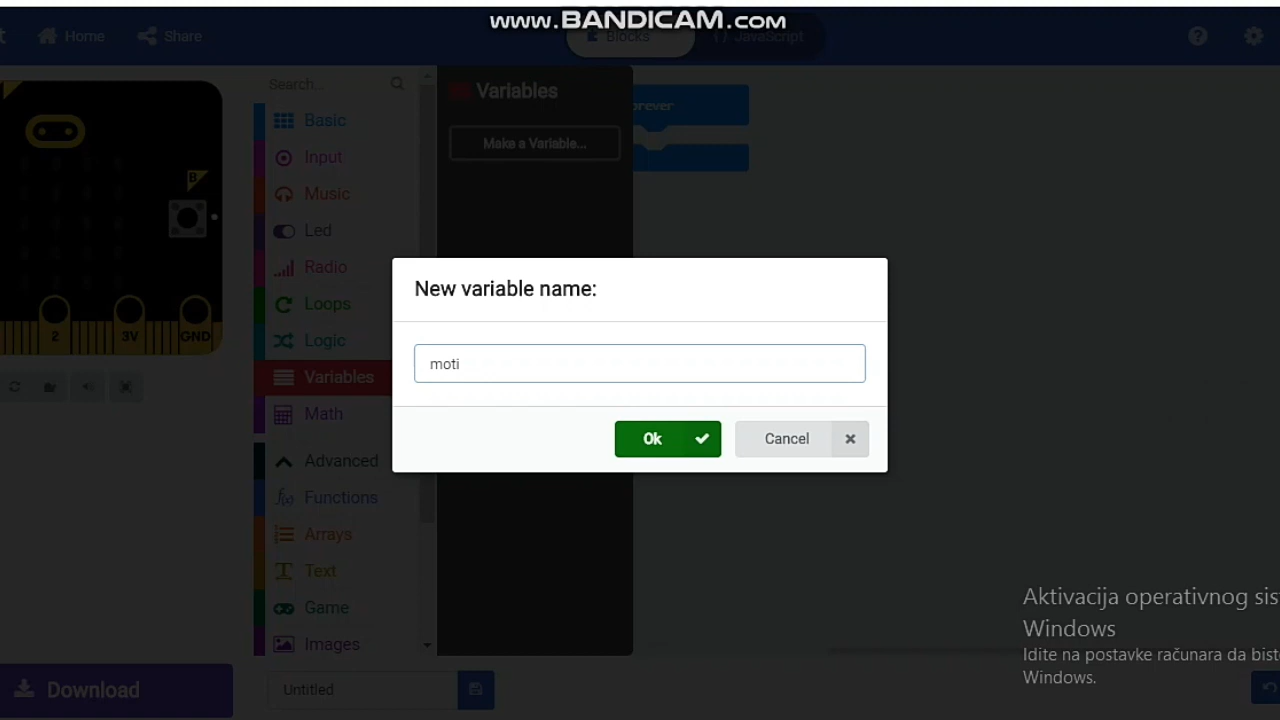 www.BANDICAM.com
t
Home
Share
Blocks
{} JavaScript
Search...
Basic
Input
Music
Led
Radio
Loops
Logic
Variables
Math
Advanced
Functions
Arrays
Text
Game
Images
Variables
Make a Variable...
orever
B
2
3V
GND
New variable name:
moti
Ok
Cancel
Download
Untitled
Aktivacija operativnog sis
Windows
Idite na postavke računara da biste
Windows.